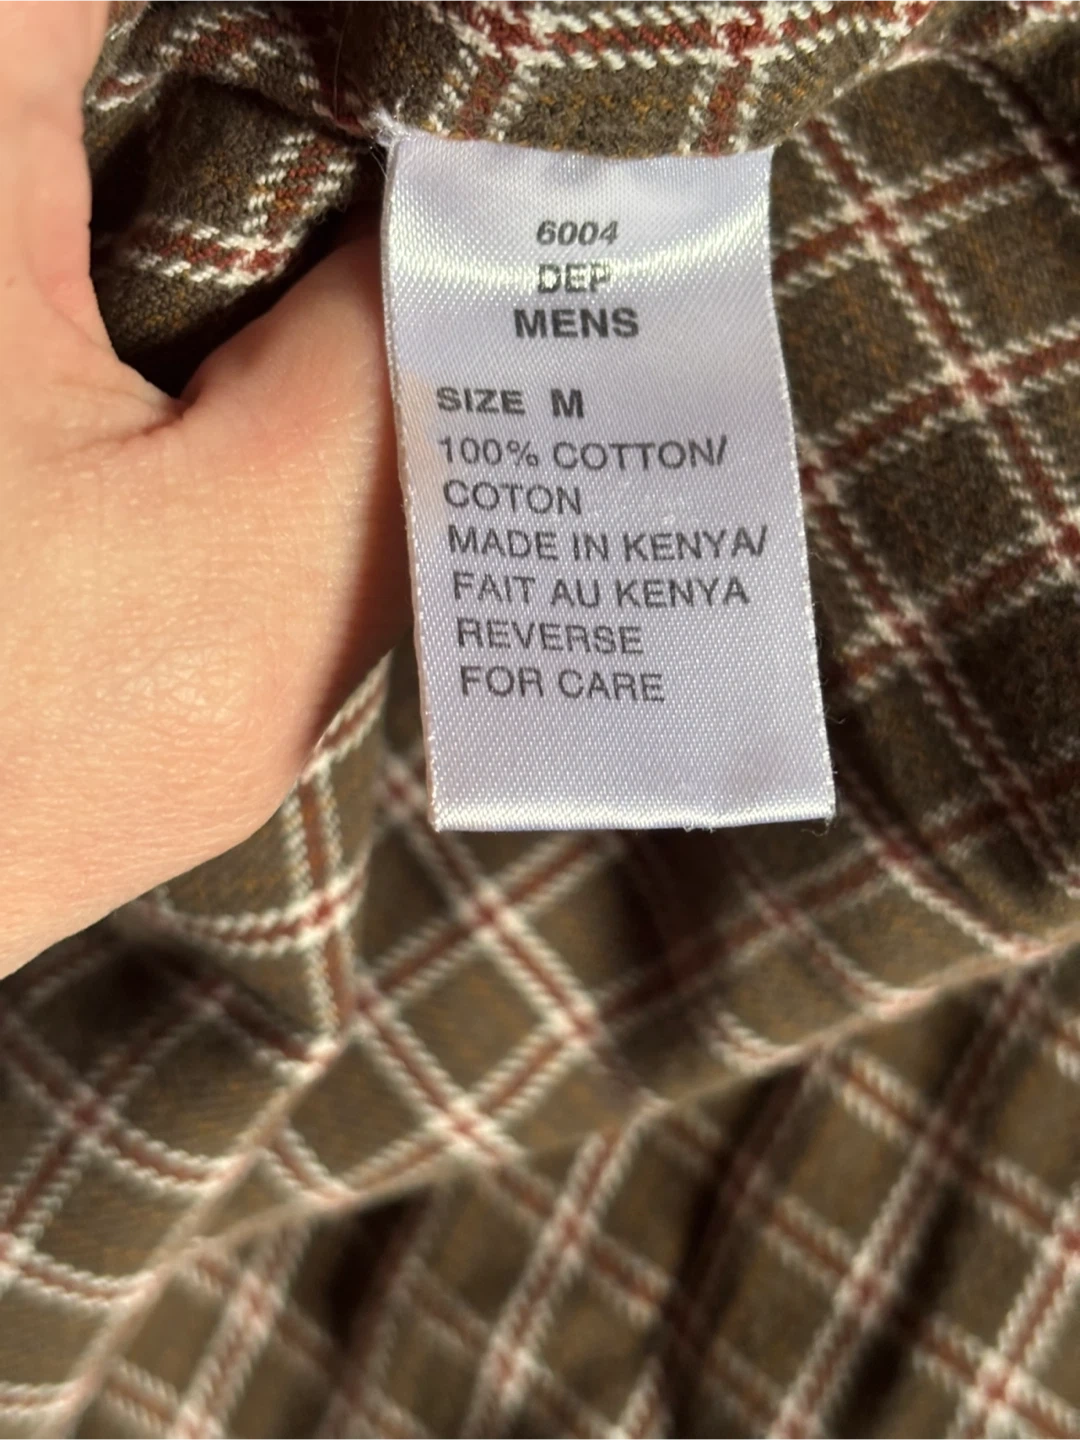 6004
DEP
MENS
SIZE M
100% COTTON/
COTON
MADE IN KENYA/
FAIT AU KENYA
REVERSE
FOR CARE